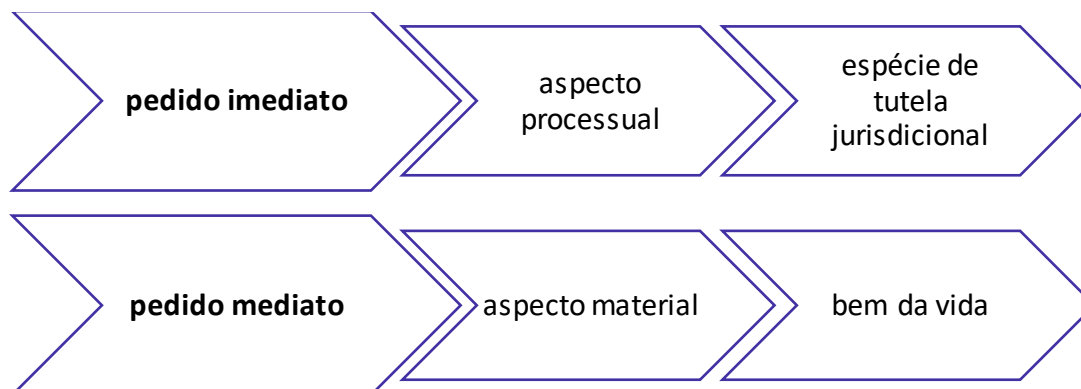 pedido imediato
aspecto
processual
espécie de
tutela
jurisdicional
pedido mediato
aspecto material
bem da vida